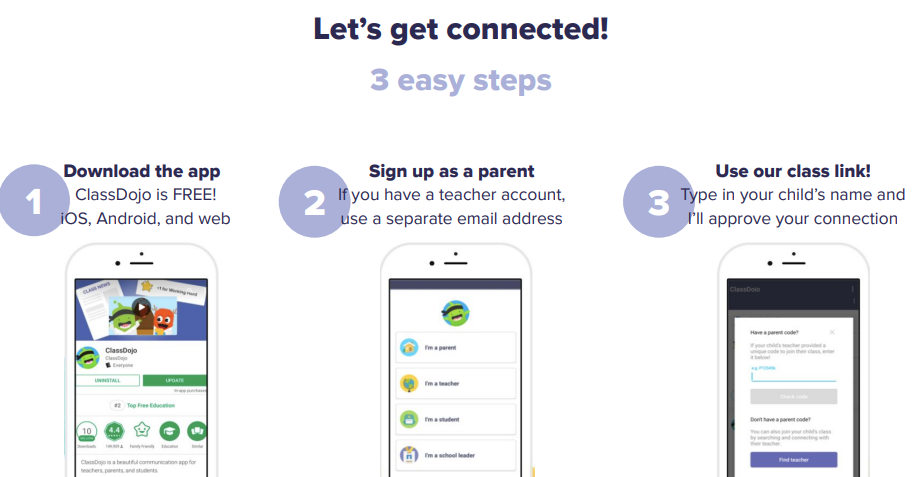 Let's get connected!
3 easy steps
1
Download the app
ClassDojo is FREE!
iOS, Android, and web
CLASS NEWS
rt for Working Hard
ClassDojo
ClassDojo
Everyone
UNINSTALL
UPDATE
In-app purchases
#2 Top Free Education
10
4.4
Downloads
Family Friendly
Education
Similar
ClassDojo is a beautiful communication app for
teachers, parents, and students.
2
Sign up as a parent
If you have a teacher account,
use a separate email address
I'm a parent
I'm a teacher
I'm a student
I'm a school leader
3
Use our class link!
Type in your child's name and
I'll approve your connection
ClassDojo
Have a parent code?
If your child's teacher provided a
unique code to join their class, enter
it below!
Check code
Don't have a parent code?
You can also join your child's class
by searching and connecting with
their teacher.
Find teacher